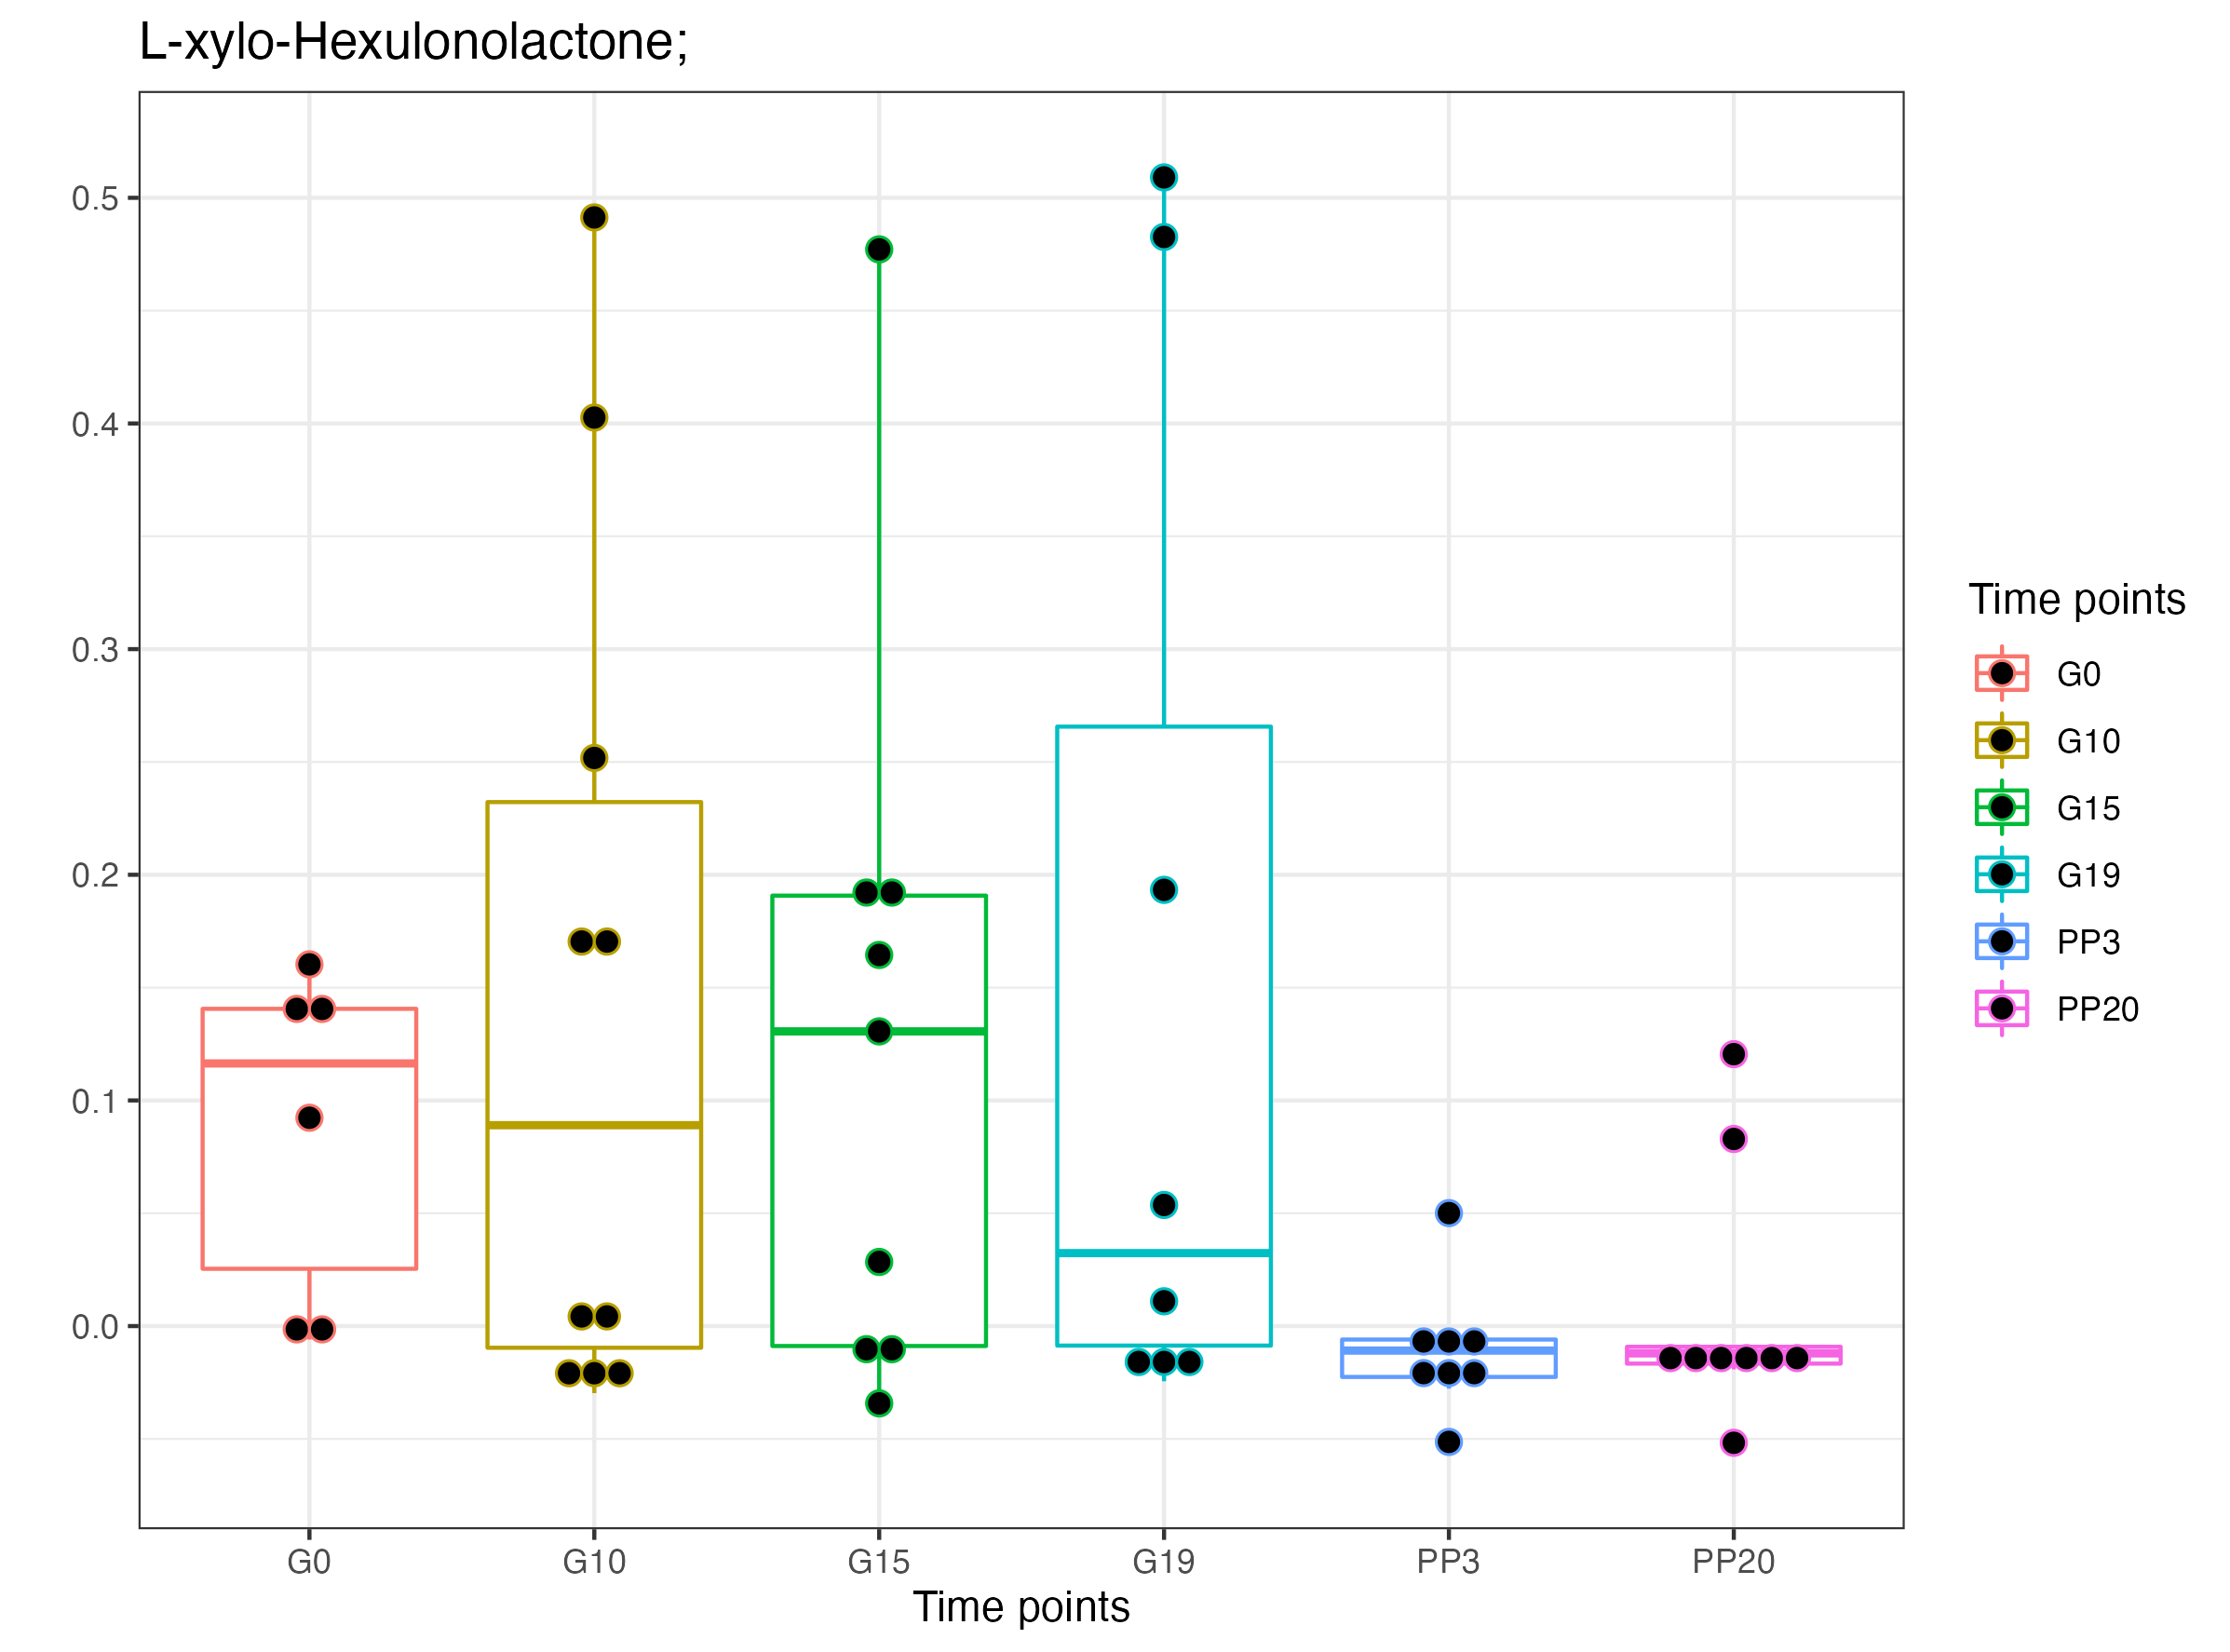 L-xylo-Hexulonolactone;
0.5
0.4
0.3
0.2
0.1
0.0
G0 G10 G15 G19 PP3 PP20
Time points
Time points
G0
G10
G15
G19
PP3
PP20